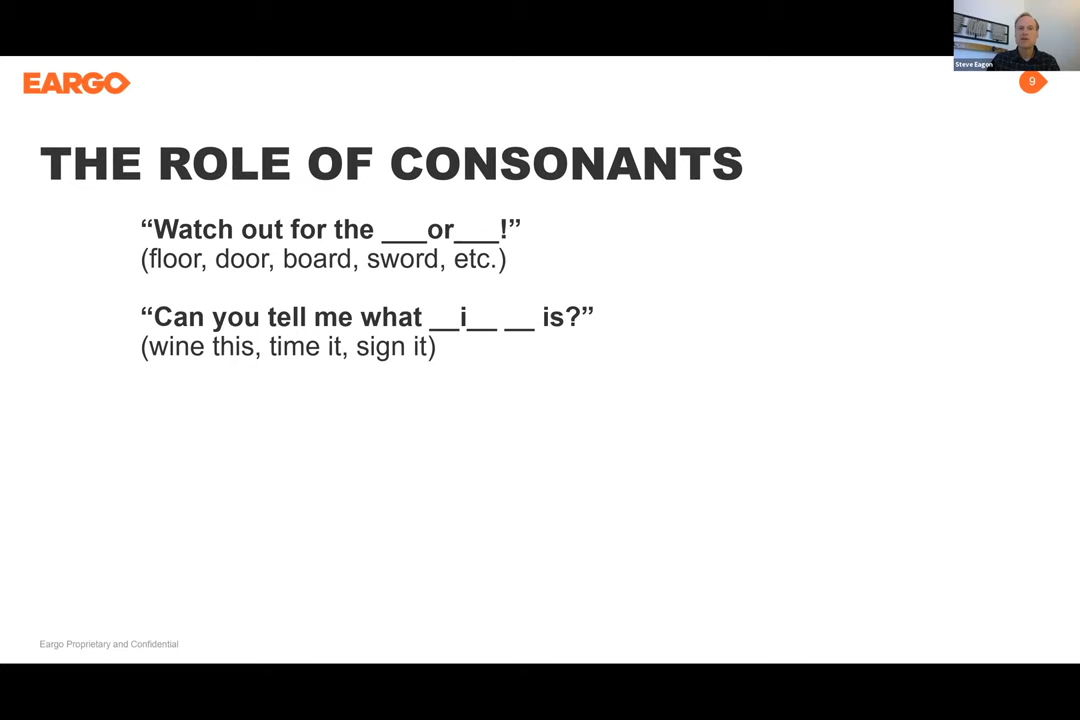 Steve Eagon
EARGO
9
THE ROLE OF CONSONANTS
“Watch out for the ___or___!”
(floor, door, board, sword, etc.)
“Can you tell me what __i__ __ is?”
(wine this, time it, sign it)
Eargo Proprietary and Confidential